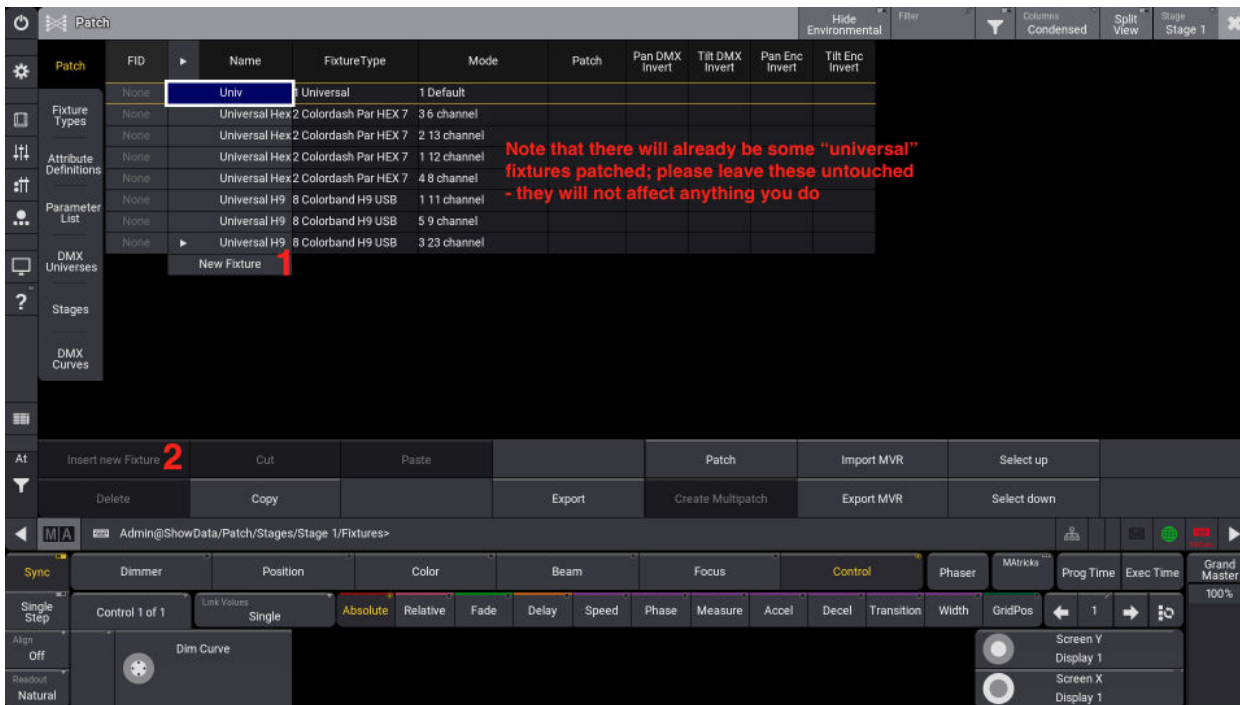 Patch
Hide Environmental
Filter
Columns
Condensed
Split View
Stage
Stage 1
Patch
Fixture Types
Attribute Definitions
Parameter List
DMX Universes
Stages
DMX Curves
FID Name FixtureType Mode Patch Pan DMX Invert Tilt DMX Invert Pan Enc Invert Tilt Enc Invert
None Univ 1 Universal 1 Default
None Universal Hex 2 Colordash Par HEX 7 3 6 channel
None Universal Hex 2 Colordash Par HEX 7 2 13 channel
None Universal Hex 2 Colordash Par HEX 7 1 12 channel
None Universal Hex 2 Colordash Par HEX 7 4 8 channel
None Universal H9 8 Colorband H9 USB 1 11 channel
None Universal H9 8 Colorband H9 USB 5 9 channel
None Universal H9 8 Colorband H9 USB 3 23 channel
New Fixture 1
Note that there will already be some “universal”
fixtures patched; please leave these untouched
- they will not affect anything you do
?
At
Insert new Fixture 2 Cut Paste Patch Import MVR Select up
Delete Copy Export Create Multipatch Export MVR Select down
MA Admin@ShowData/Patch/Stages/Stage 1/Fixtures>
Sync Dimmer Position Color Beam Focus Control Phaser MAtricks Prog Time Exec Time Grand Master
100%
Single Step Control 1 of 1 Link Values Single Absolute Relative Fade Delay Speed Phase Measure Accel Decel Transition Width GridPos 1
Align
Off
Dim Curve
Screen Y
Display 1
Readout
Natural
Screen X
Display 1